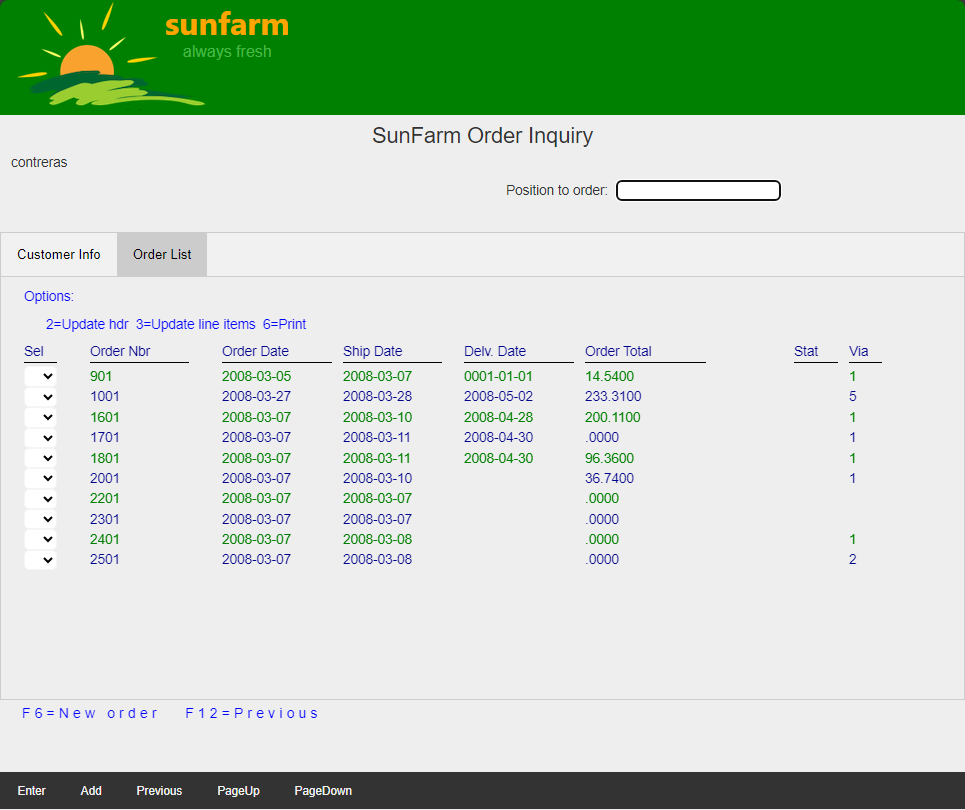 sunfarm
always fresh
SunFarm Order Inquiry
contreras
Position to order:
Customer Info Order List
Options:
2=Update hdr 3=Update line items 6=Print
Sel Order Nbr Order Date Ship Date Delv. Date Order Total Stat Via
901 2008-03-05 2008-03-07 0001-01-01 14.5400 1
1001 2008-03-27 2008-03-28 2008-05-02 233.3100 5
1601 2008-03-07 2008-03-10 2008-04-28 200.1100 1
1701 2008-03-07 2008-03-11 2008-04-30 .0000 1
1801 2008-03-07 2008-03-11 2008-04-30 96.3600 1
2001 2008-03-07 2008-03-10 36.7400 1
2201 2008-03-07 2008-03-07 .0000
2301 2008-03-07 2008-03-07 .0000
2401 2008-03-07 2008-03-08 .0000 1
2501 2008-03-07 2008-03-08 .0000 2
F6=New order F12=Previous
Enter Add Previous PageUp PageDown